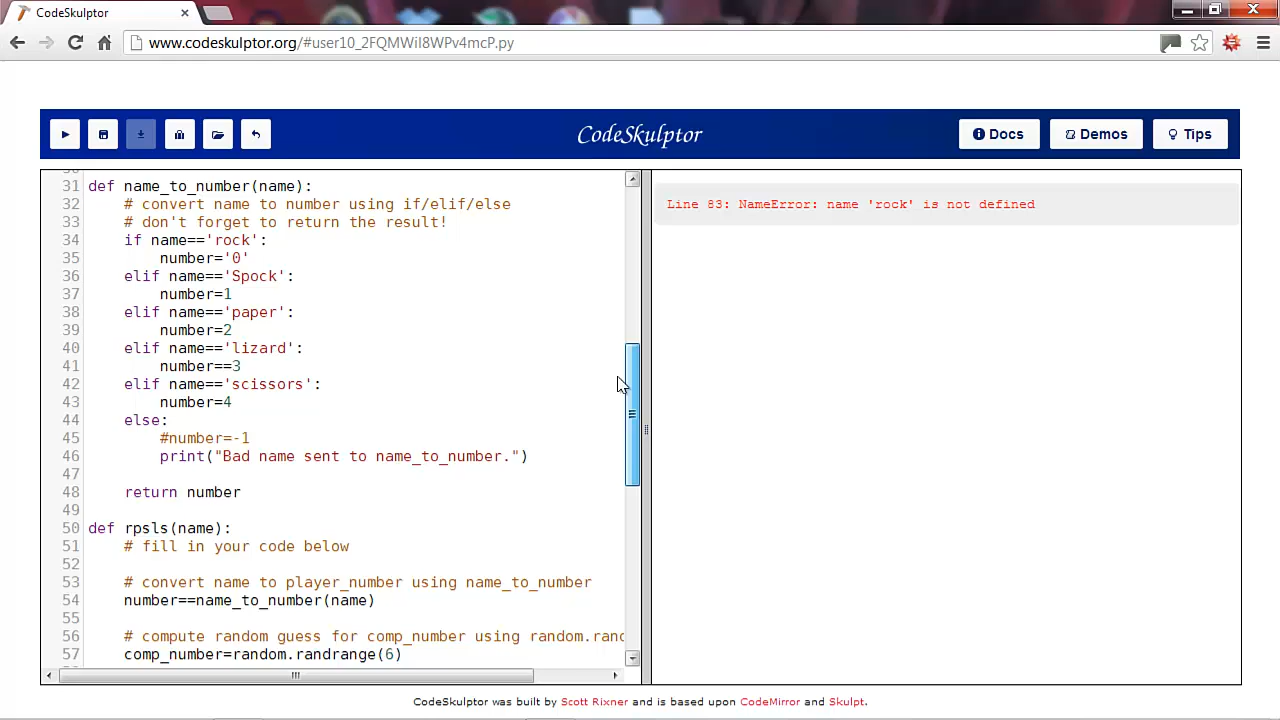 CodeSkulptor
www.codeskulptor.org/#user10_2FQMWiI8WPv4mcP.py
CodeSkulptor
Docs
Demos
Tips
31 def name_to_number(name):
32 # convert name to number using if/elif/else
33 # don't forget to return the result!
34 if name=='rock':
35 number='0'
36 elif name=='Spock':
37 number=1
38 elif name=='paper':
39 number=2
40 elif name=='lizard':
41 number==3
42 elif name=='scissors':
43 number=4
44 else:
45 #number=-1
46 print("Bad name sent to name_to_number.")
47
48 return number
49
50 def rpsls(name):
51 # fill in your code below
52
53 # convert name to player_number using name_to_number
54 number==name_to_number(name)
55
56 # compute random guess for comp_number using random.rand
57 comp_number=random.randrange(6)
Line 83: NameError: name 'rock' is not defined
CodeSkulptor was built by Scott Rixner and is based upon CodeMirror and Skulpt.